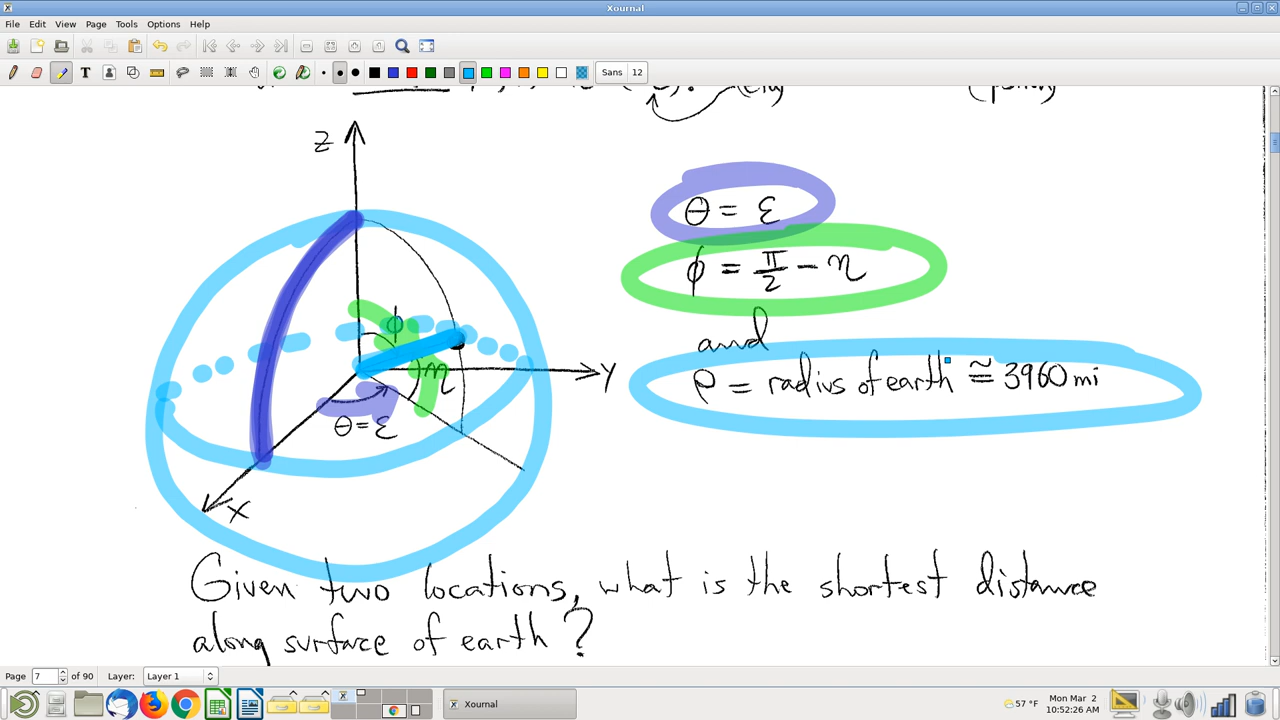 Xournal
File Edit View Page Tools Options Help
Sans 12
Z
θ = ε
φ = π/2 − η
φ
and
η
Y
ρ = radius of earth ≅ 3960 mi
θ = ε
X
Given two locations, what is the shortest distance
along surface of earth ?
Page 7 of 90 Layer: Layer 1
Xournal
57 °F
Mon Mar 2
10:52:26 AM